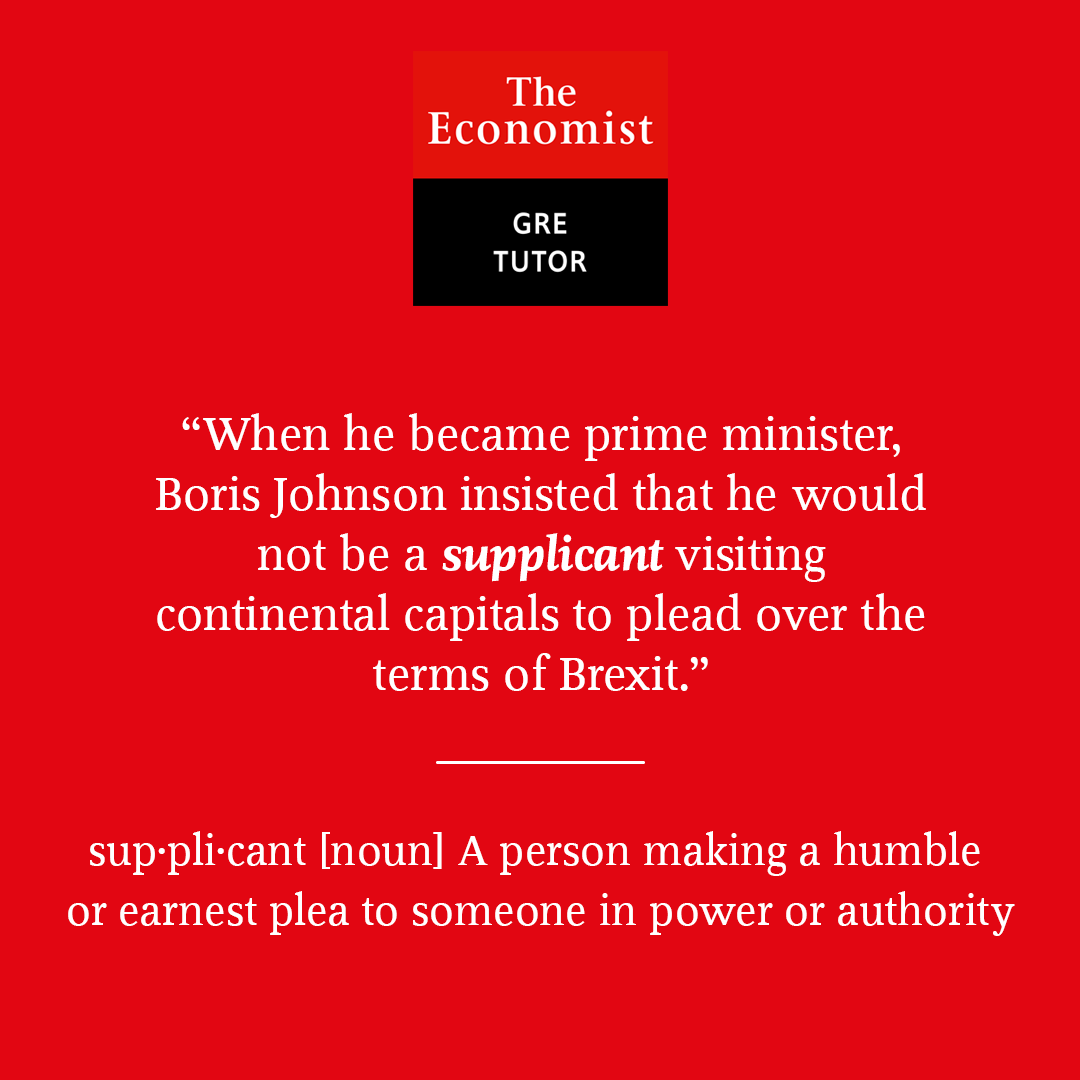 The
Economist
GRE
TUTOR
“When he became prime minister,
Boris Johnson insisted that he would
not be a supplicant visiting
continental capitals to plead over the
terms of Brexit.”
sup·pli·cant [noun] A person making a humble
or earnest plea to someone in power or authority